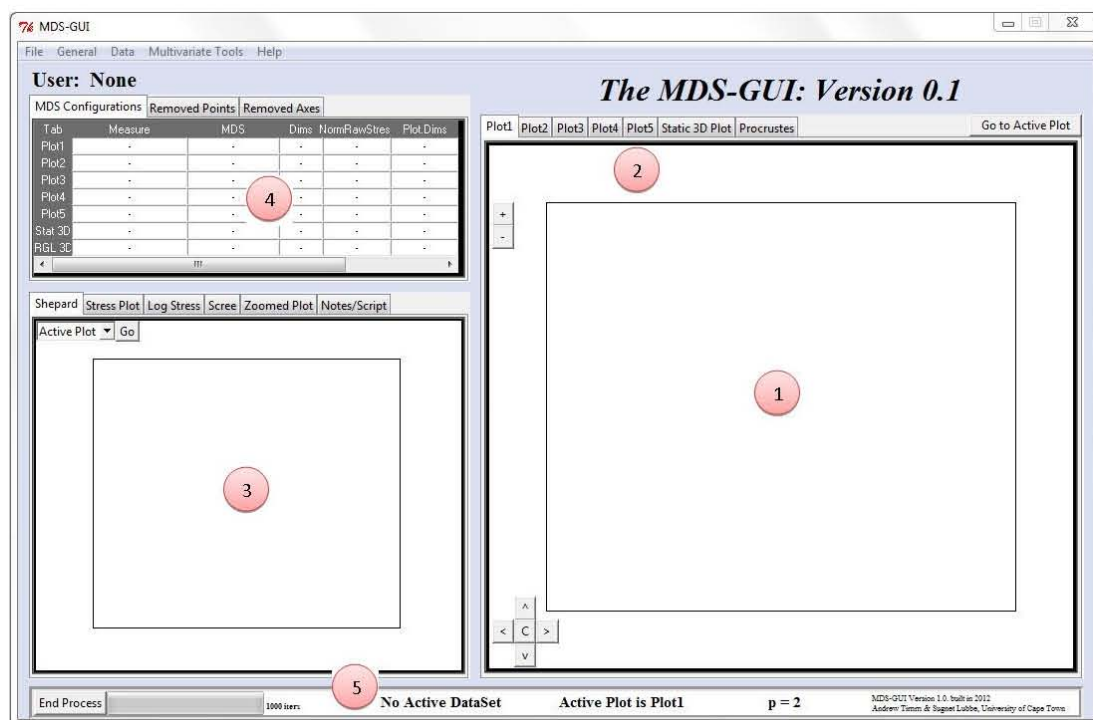 MDS-GUI
File General Data Multivariate Tools Help
User: None
The MDS-GUI: Version 0.1
MDS Configurations Removed Points Removed Axes
Tab Measure MDS Dims NormRawStres Plot.Dims
Plot1 - - - - -
Plot2 - - - - -
Plot3 - - - - -
Plot4 - - - - -
Plot5 - - - - -
Stat 3D - - - - -
RGL 3D - - - - -
4
Plot1 Plot2 Plot3 Plot4 Plot5 Static 3D Plot Procrustes Go to Active Plot
2
+
-
1
^
< C >
v
Shepard Stress Plot Log Stress Scree Zoomed Plot Notes/Script
Active Plot Go
3
5
End Process 1000 iters No Active DataSet Active Plot is Plot1 p = 2
MDS-GUI Version 1.0. built in 2012
Andrew Timm & Sugnet Lubbe, University of Cape Town